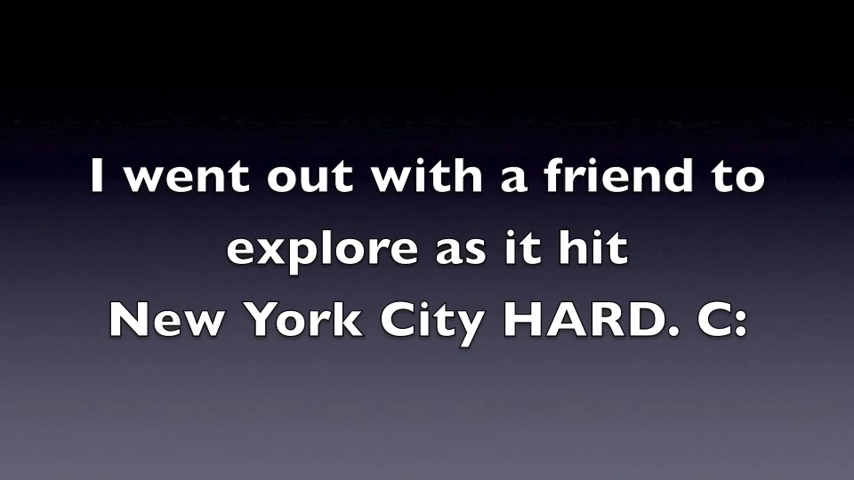 I went out with a friend to
explore as it hit
New York City HARD. C: